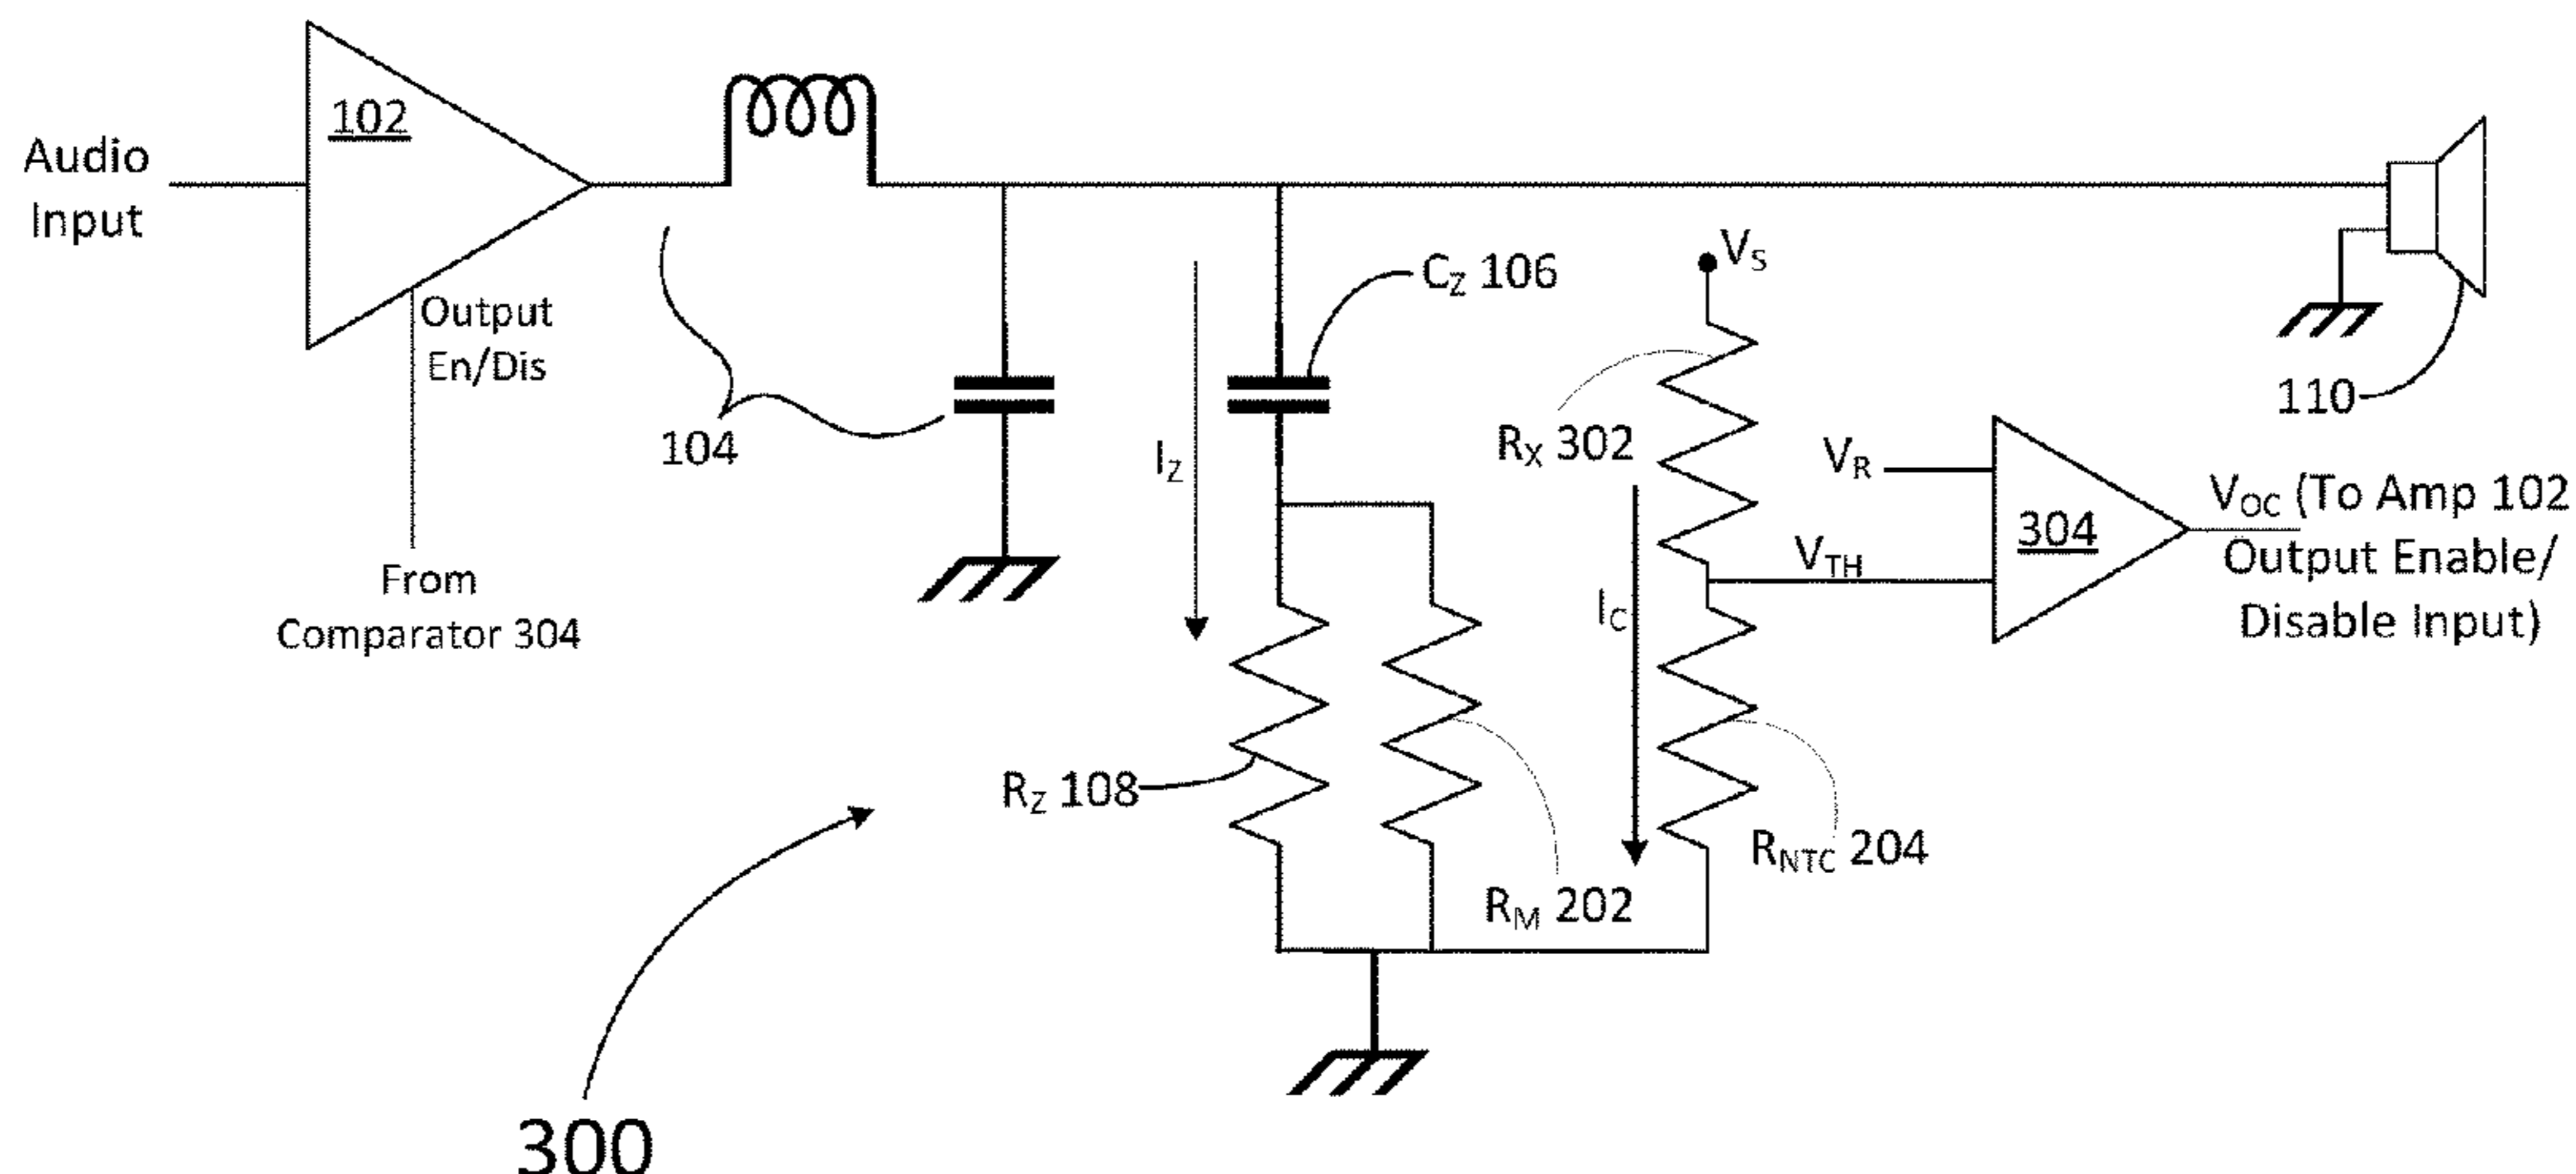 102
Audio
Input
Output
En/Dis
From
Comparator 304
104
I_Z
C_Z 106
V_S
R_X 302
110
V_R
304
V_OC (To Amp 102
Output Enable/
Disable Input)
V_TH
I_C
R_Z 108
R_NTC 204
R_M 202
300